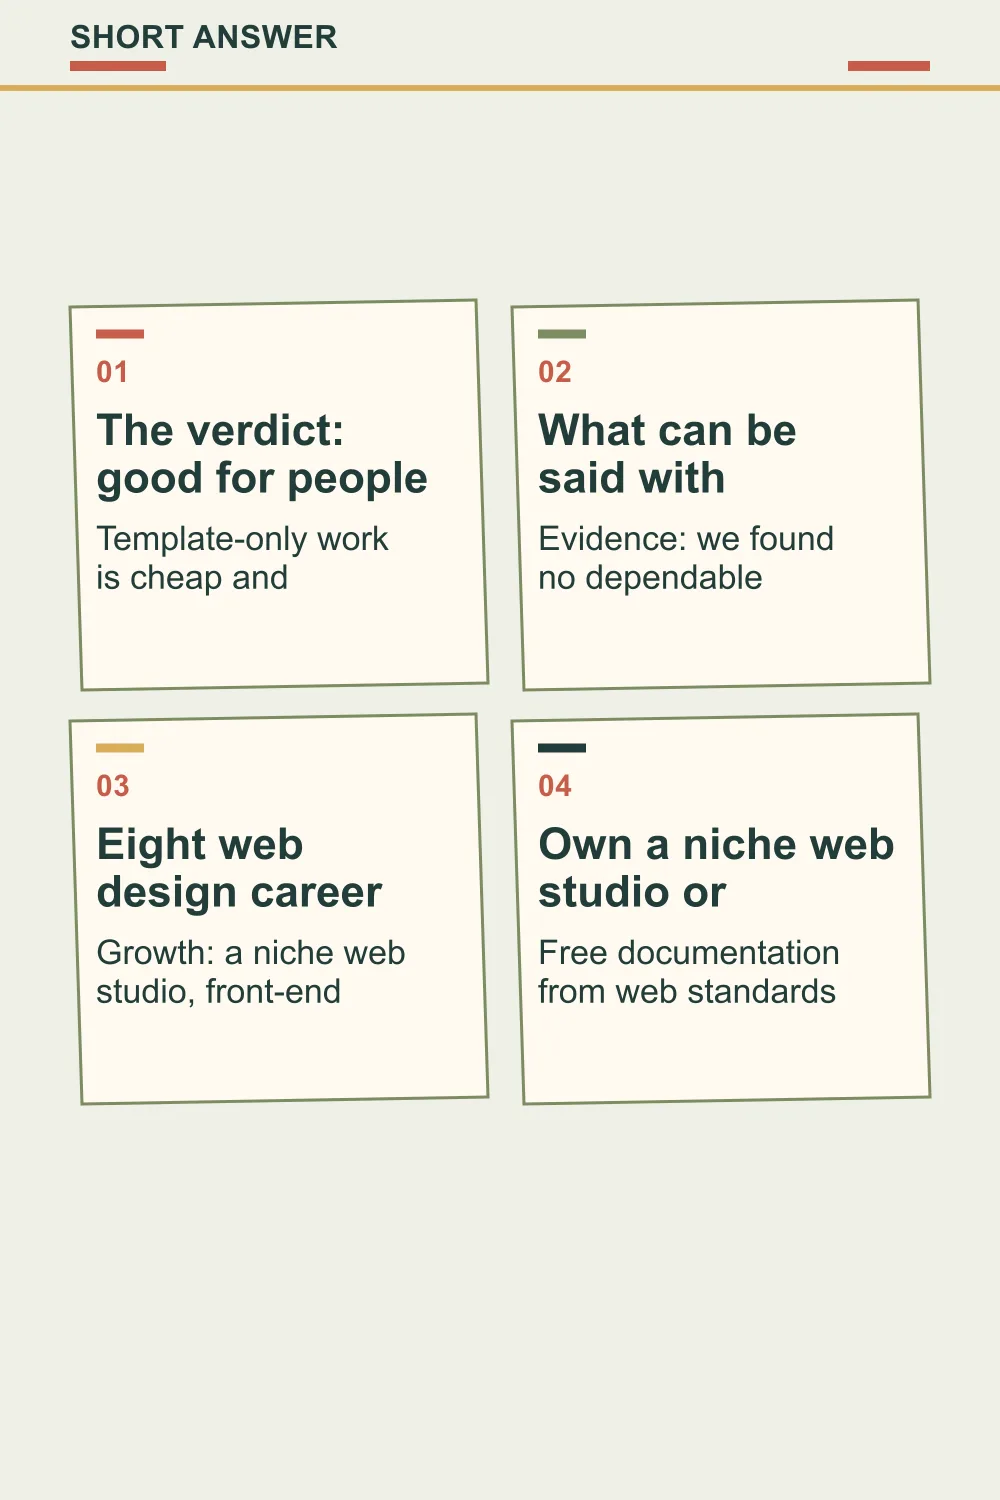 SHORT ANSWER
01
The verdict:
good for people
Template-only work
is cheap and
02
What can be
said with
Evidence: we found
no dependable
03
Eight web
design career
Growth: a niche web
studio, front-end
04
Own a niche web
studio or
Free documentation
from web standards